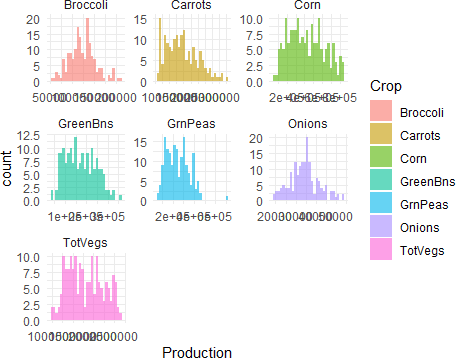 Broccoli
Carrots
Corn
20
15
10
5
0
15
10
5
0
10.0
7.5
5.0
2.5
0.0
GreenBns
GrnPeas
Onions
12.5
10.0
7.5
5.0
2.5
0.0
15
10
5
0
20
15
10
5
0
TotVegs
10.0
7.5
5.0
2.5
0.0
count
Production
Crop
Broccoli
Carrots
Corn
GreenBns
GrnPeas
Onions
TotVegs